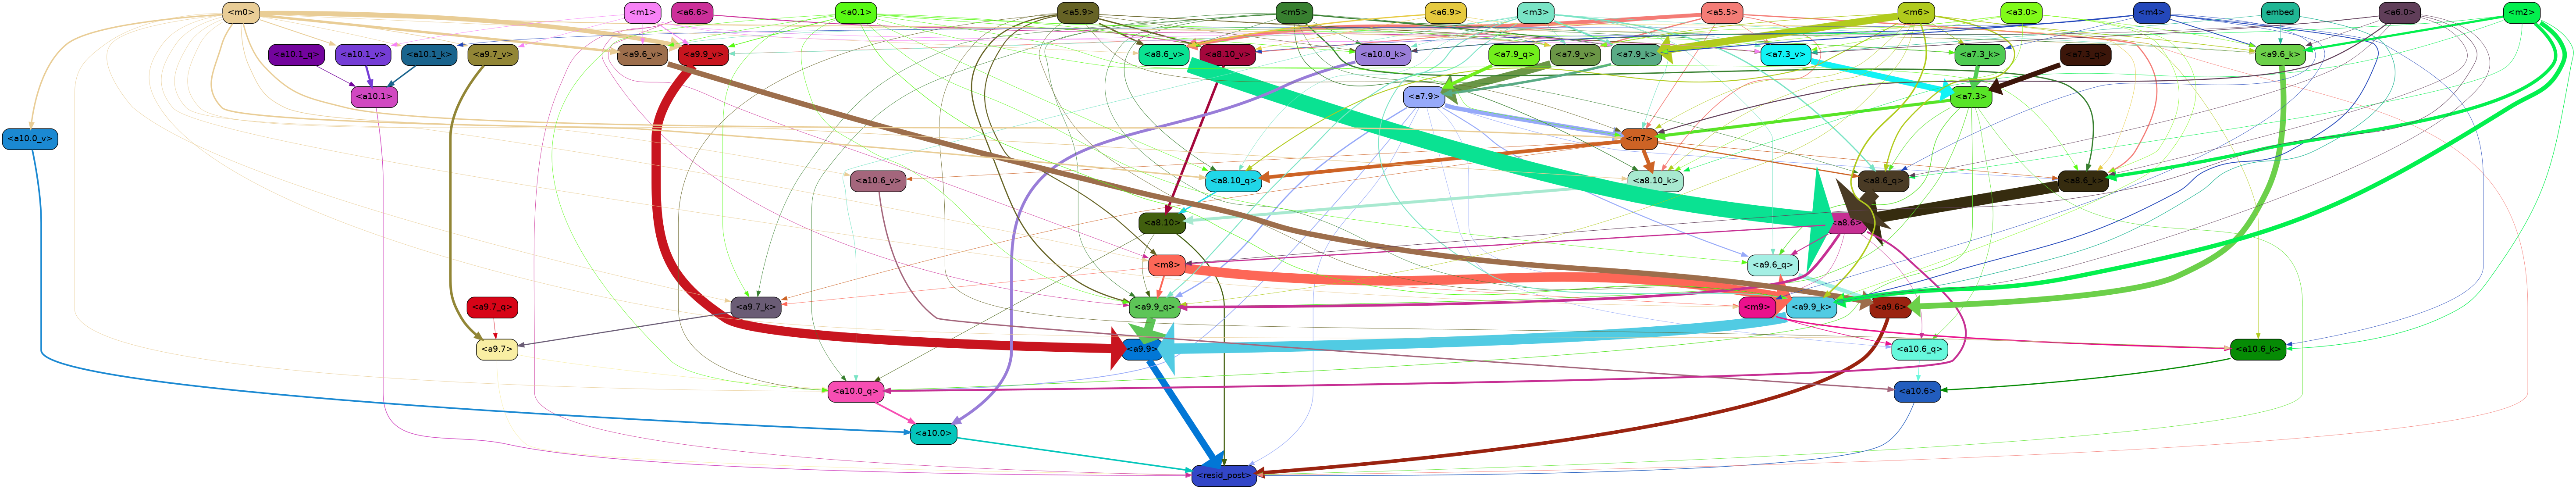 <m0> <m1> <a6.6> <a0.1> <a5.9> <m5> <a6.9> <m3> <a5.5> <m6> <a3.0> <m4> embed <a6.0> <m2>
<a10.1_q> <a10.1_v> <a10.1_k> <a9.7_v> <a9.6_v> <a9.9_v> <a8.6_v> <a8.10_v> <a10.0_k> <a7.9_q> <a7.9_v> <a7.9_k> <a7.3_v> <a7.3_k> <a7.3_q> <a9.6_k>
<a10.1> <a7.9> <a7.3>
<a10.0_v> <m7>
<a10.6_v> <a8.10_q> <a8.10_k> <a8.6_q> <a8.6_k>
<a8.10> <a8.6>
<m8> <a9.6_q>
<a9.7_q> <a9.7_k> <a9.9_q> <m9> <a9.9_k> <a9.6>
<a9.7> <a9.9> <a10.6_q> <a10.6_k>
<a10.0_q> <a10.6>
<a10.0>
<resid_post>